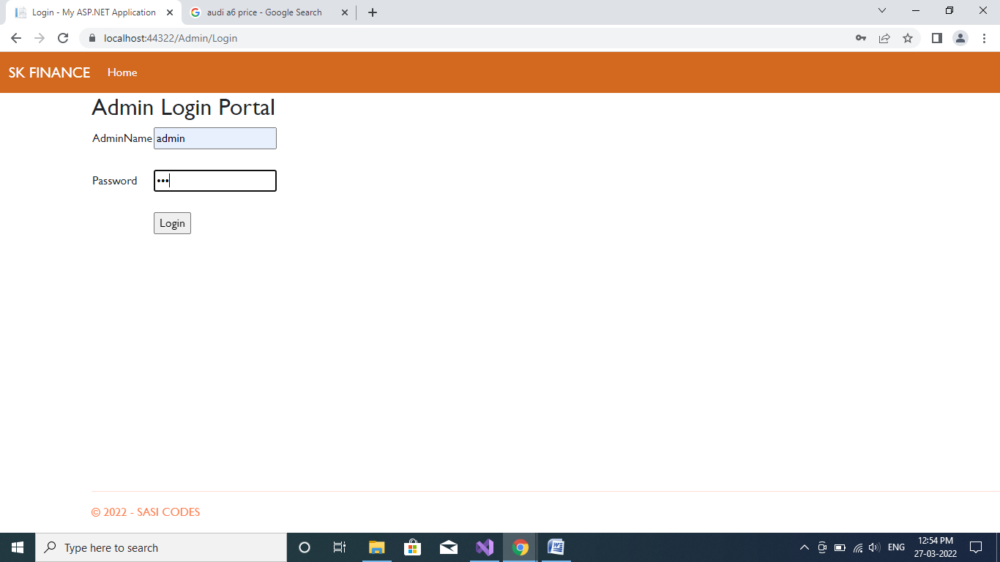 Login - My ASP.NET Application
audi a6 price - Google Search
localhost:44322/Admin/Login
SK FINANCE Home
Admin Login Portal
AdminName admin
Password •••
Login
© 2022 - SASI CODES
Type here to search
ENG
12:54 PM
27-03-2022